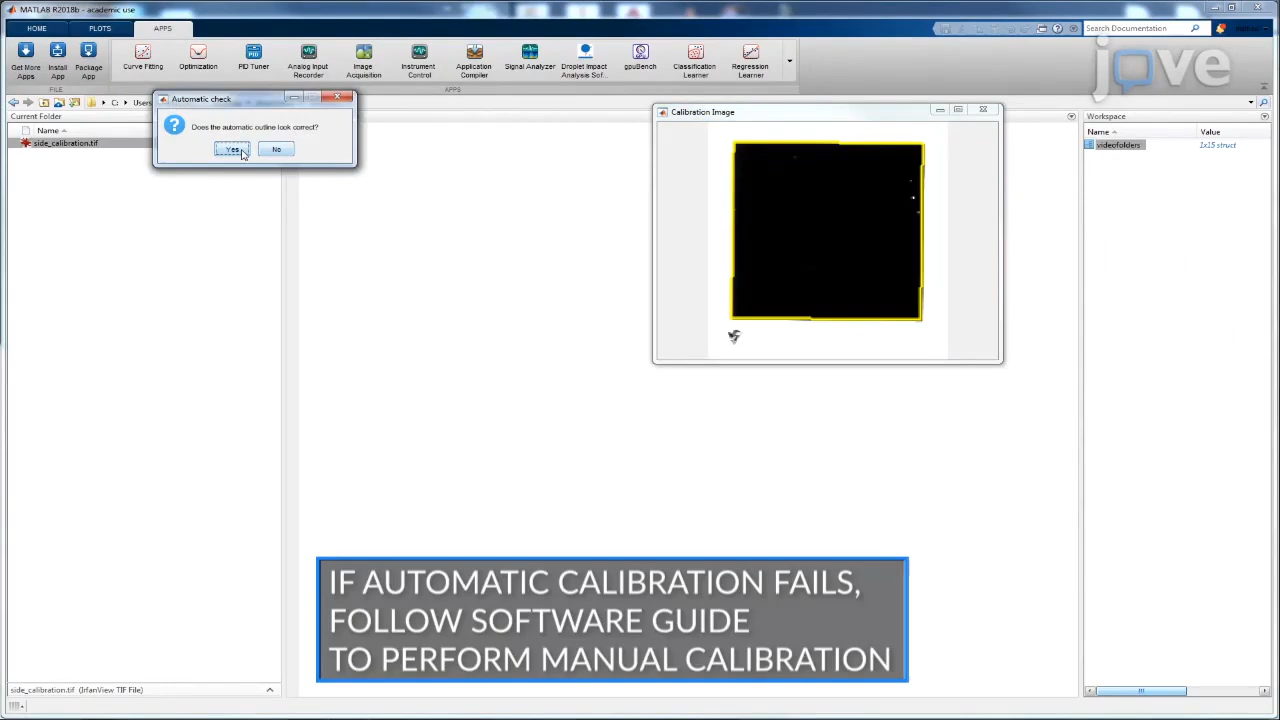 MATLAB R2018b - academic use
HOME PLOTS APPS
Search Documentation
jove
Get More Apps
Install App
Package App
Curve Fitting
Optimization
PID Tuner
Analog Input Recorder
Image Acquisition
Instrument Control
Application Compiler
Signal Analyzer
Droplet Impact Analysis Sof...
gpuBench
Classification Learner
Regression Learner
FILE
APPS
C: Users
Automatic check
Does the automatic outline look correct?
Yes No
Current Folder
Name
side_calibration.tif
Calibration Image
Workspace
Name Value
videofolders 1x15 struct
IF AUTOMATIC CALIBRATION FAILS,
FOLLOW SOFTWARE GUIDE
TO PERFORM MANUAL CALIBRATION
side_calibration.tif (IrfanView TIF File)